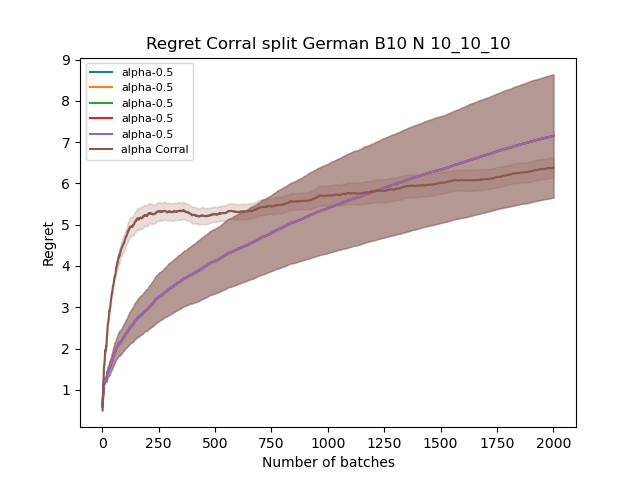 Regret Corral split German B10 N 10_10_10
9
8
7
6
5
4
3
2
1
Regret
alpha-0.5
alpha-0.5
alpha-0.5
alpha-0.5
alpha-0.5
alpha Corral
0 250 500 750 1000 1250 1500 1750 2000
Number of batches